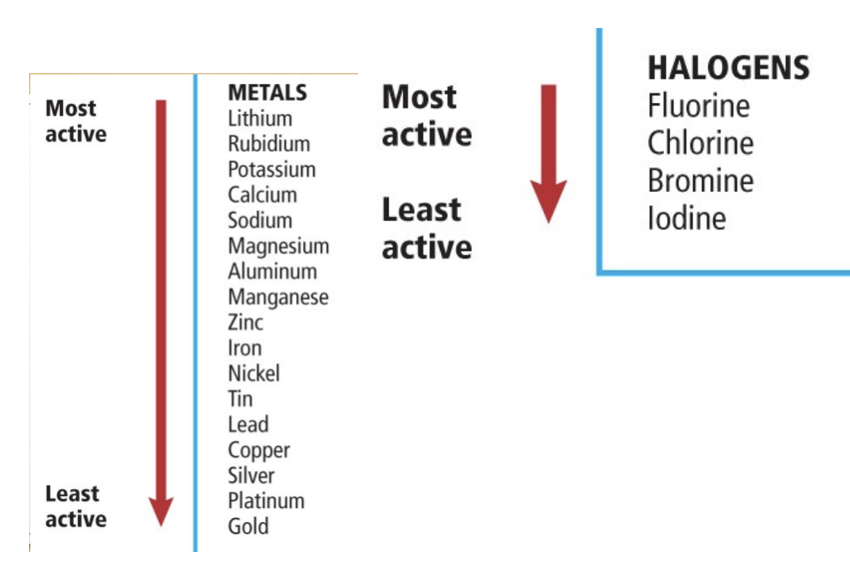 Most
active
METALS
Lithium
Rubidium
Potassium
Calcium
Sodium
Magnesium
Aluminum
Manganese
Zinc
Iron
Nickel
Tin
Lead
Copper
Silver
Platinum
Gold
Least
active
Most
active
Least
active
HALOGENS
Fluorine
Chlorine
Bromine
Iodine